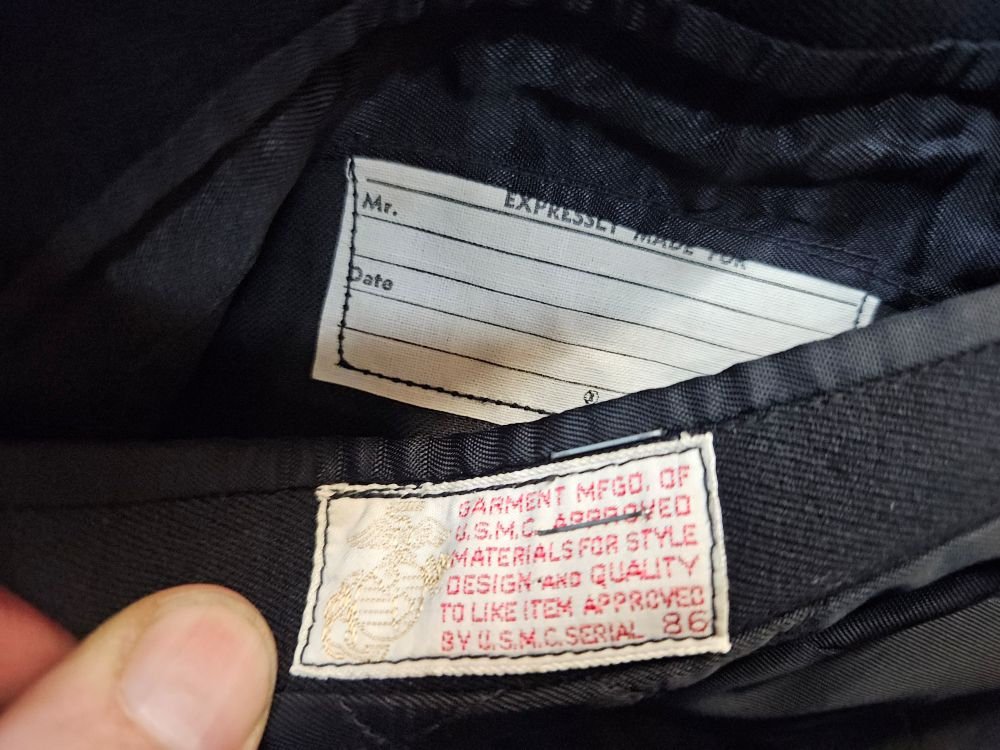 EXPRESSLY MADE FOR
Mr.
Date
GARMENT MFGD. OF
U.S.M.C. APPROVED
MATERIALS FOR STYLE
DESIGN AND QUALITY
TO LIKE ITEM APPROVED
BY U.S.M.C. SERIAL 86